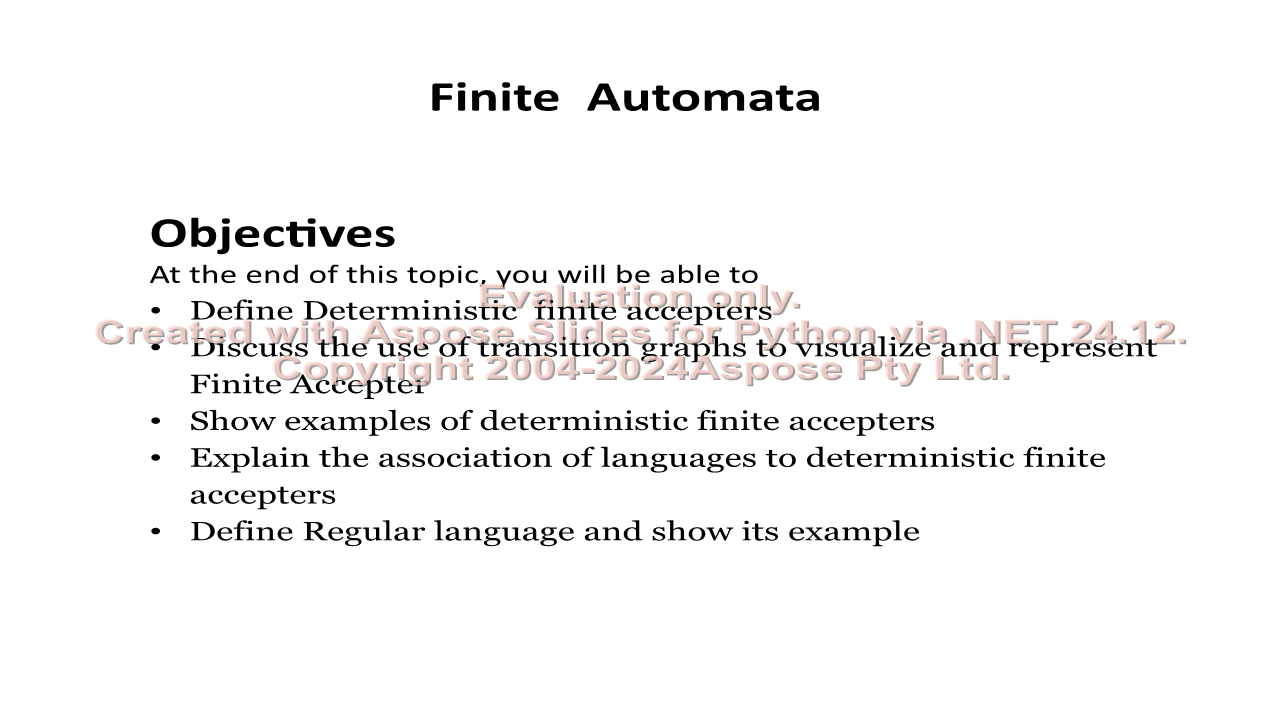 Finite  Automata
Objectives
At the end of this topic, you will be able to
• Define Deterministic  finite accepters
Evaluation only.
Created with Aspose.Slides for Python via .NET 24.12.
• Discuss the use of transition graphs to visualize and represent
Copyright 2004-2024Aspose Pty Ltd.
Finite Accepter
• Show examples of deterministic finite accepters
• Explain the association of languages to deterministic finite
accepters
• Define Regular language and show its example